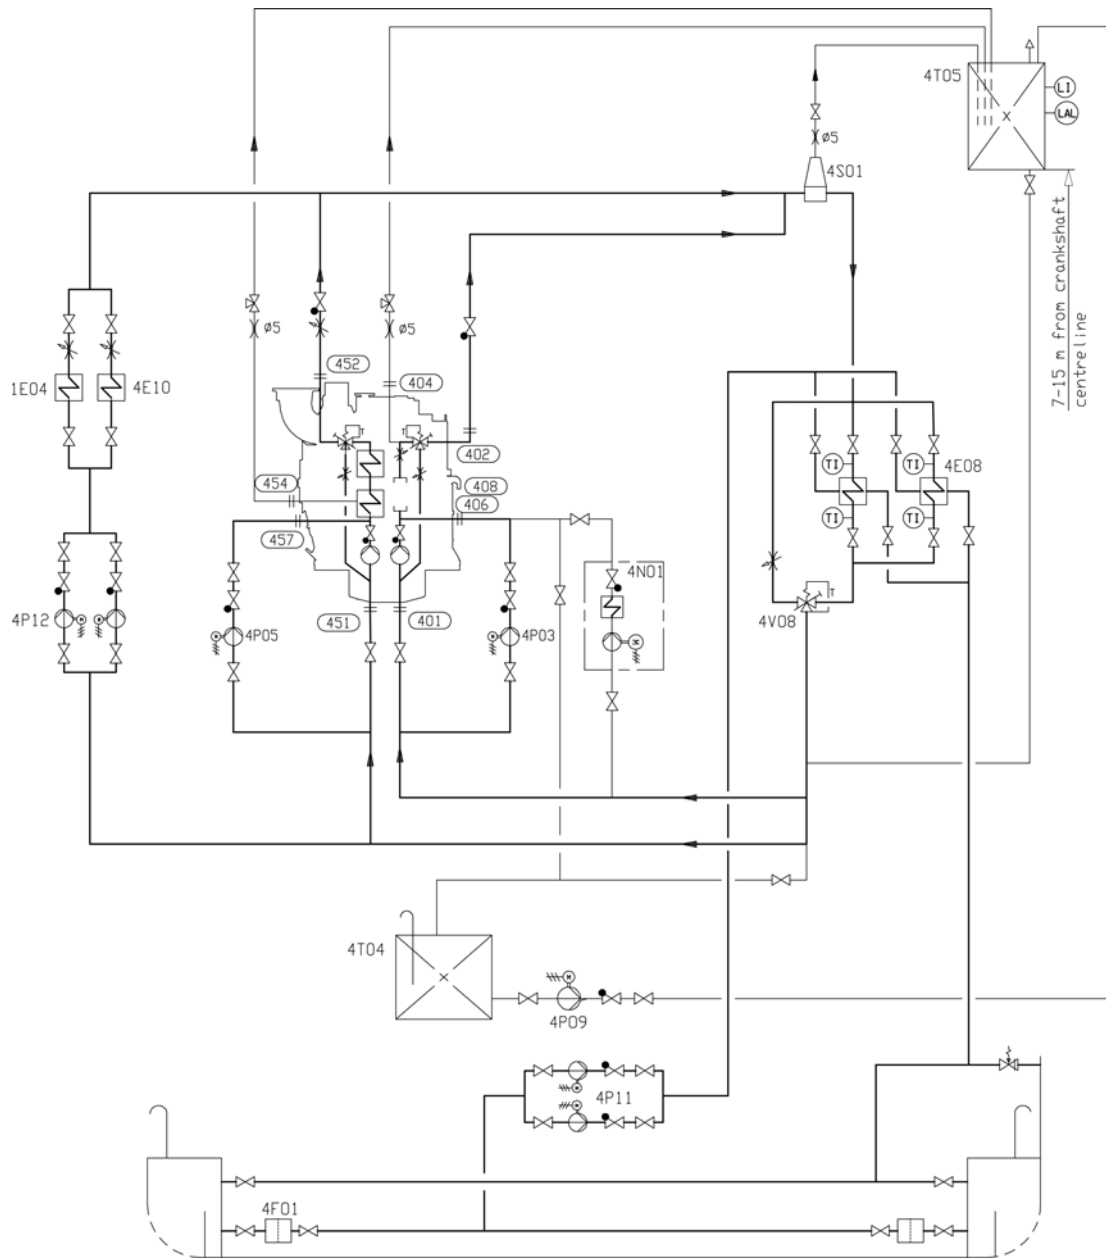 4T05
LI
LAL
ø5
4S01
7-15 m from crankshaft
centreline
ø5
ø5
452
404
1E04
4E10
T
T
402
454
408
406
457
TI
TI
4E08
TI
TI
4N01
T
4V08
4P12
M
M
M
4P05
451
401
M
4P03
M
4T04
M
4P09
M
4P11
M
4F01